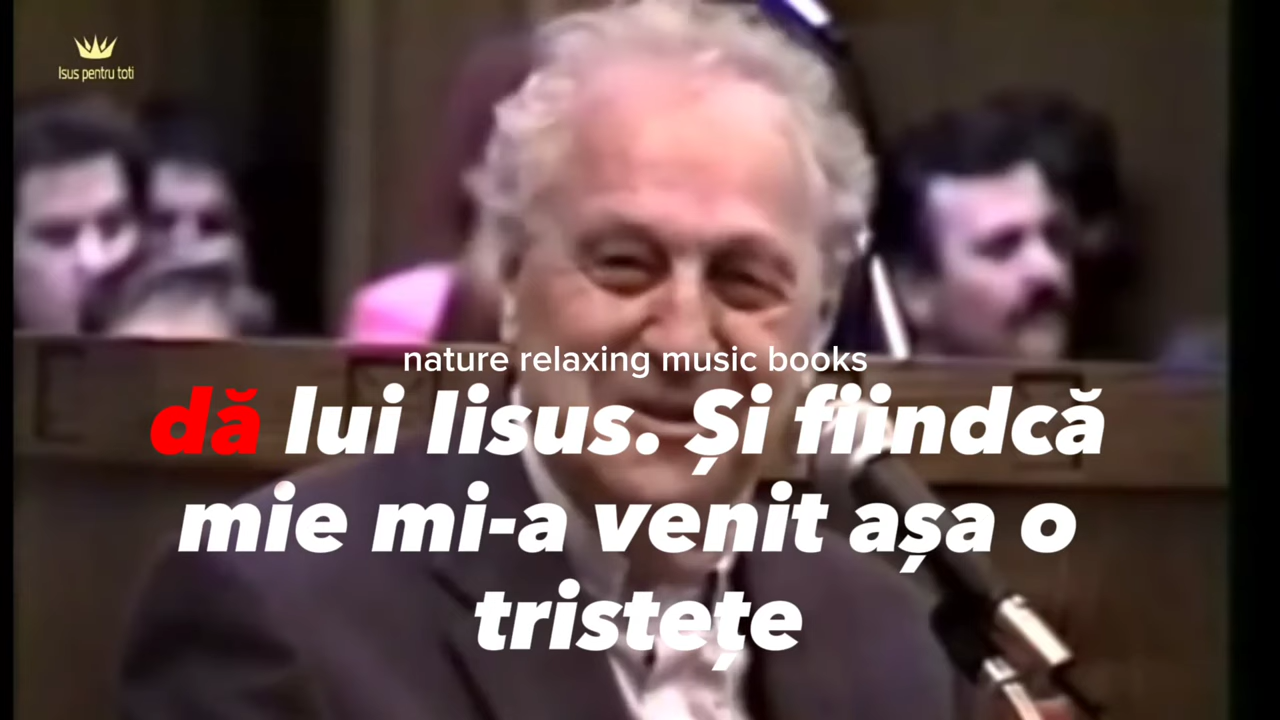 Isus pentru toti
nature relaxing music books
dă lui Iisus. Și fiindcă
mie mi-a venit așa o
tristețe